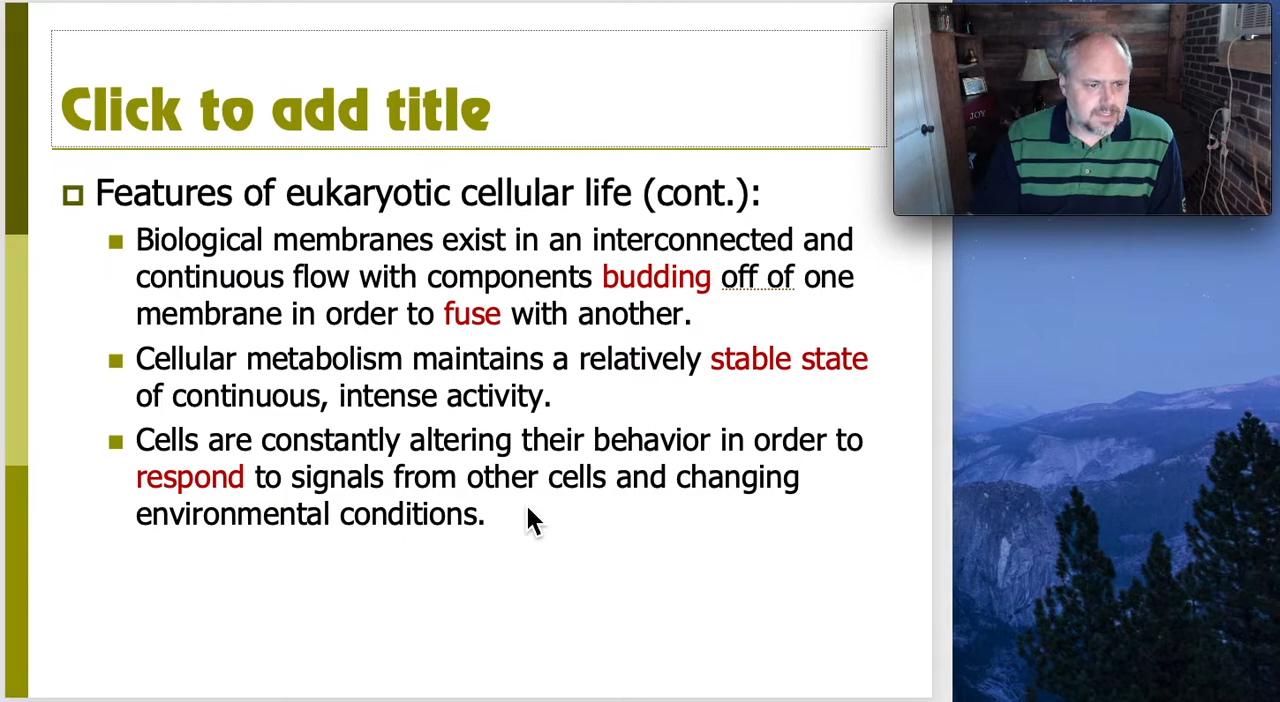 Click to add title
Features of eukaryotic cellular life (cont.):
Biological membranes exist in an interconnected and
continuous flow with components budding off of one
membrane in order to fuse with another.
Cellular metabolism maintains a relatively stable state
of continuous, intense activity.
Cells are constantly altering their behavior in order to
respond to signals from other cells and changing
environmental conditions.
JOY